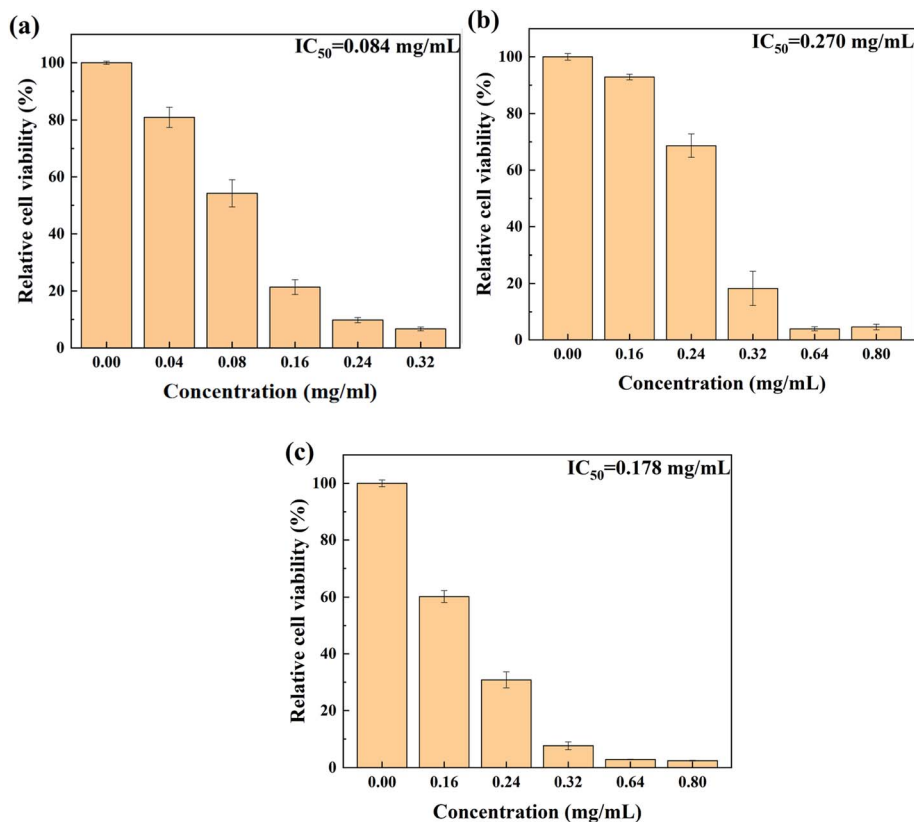 (a)
IC50=0.084 mg/mL
Relative cell viability (%)
100
80
60
40
20
0
0.00 0.04 0.08 0.16 0.24 0.32
Concentration (mg/ml)
(b)
IC50=0.270 mg/mL
Relative cell viability (%)
100
80
60
40
20
0
0.00 0.16 0.24 0.32 0.64 0.80
Concentration (mg/mL)
(c)
IC50=0.178 mg/mL
Relative cell viability (%)
100
80
60
40
20
0
0.00 0.16 0.24 0.32 0.64 0.80
Concentration (mg/mL)